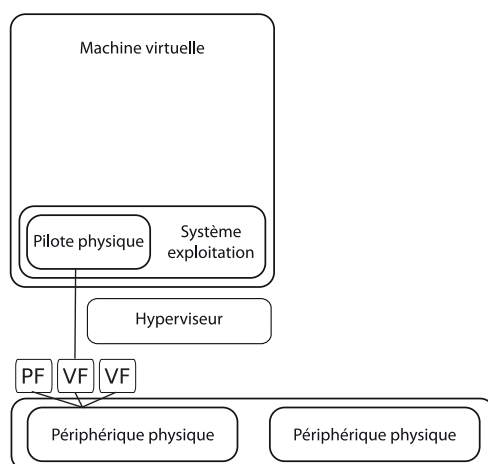 Machine virtuelle
Pilote physique
Système
exploitation
Hyperviseur
PF VF VF
Périphérique physique
Périphérique physique